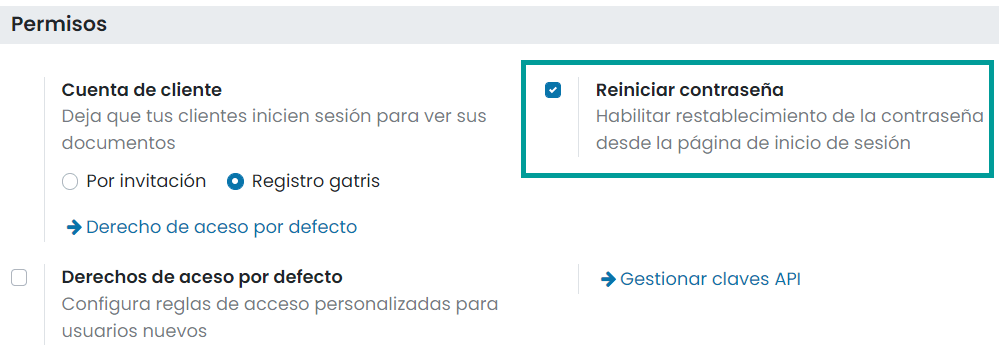 Permisos
Cuenta de cliente
Deja que tus clientes inicien sesión para ver sus
documentos
Por invitación Registro gatris
Derecho de aceso por defecto
Reiniciar contraseña
Habilitar restablecimiento de la contraseña
desde la página de inicio de sesión
Derechos de aceso por defecto
Configura reglas de acceso personalizadas para
usuarios nuevos
Gestionar claves API